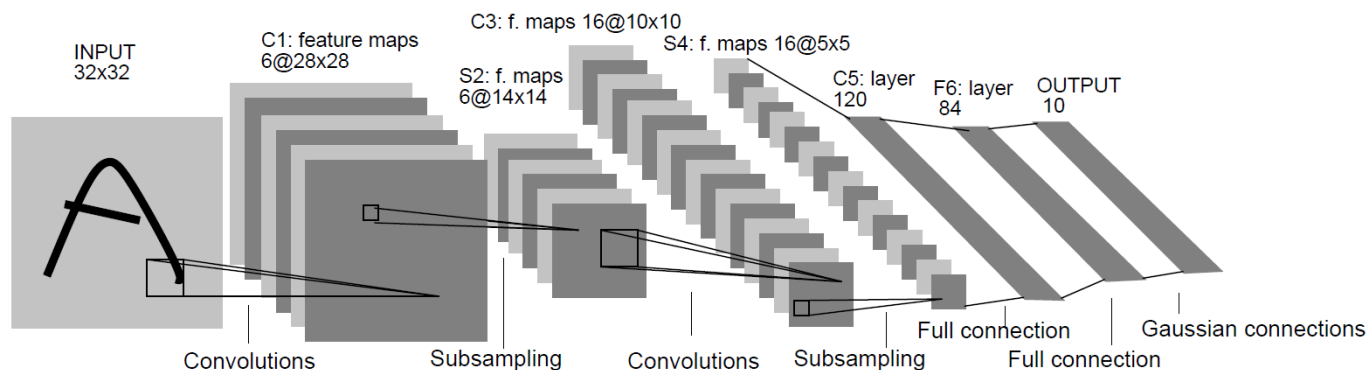 INPUT
32x32
C1: feature maps
6@28x28
S2: f. maps
6@14x14
C3: f. maps 16@10x10
S4: f. maps 16@5x5
C5: layer
120
F6: layer
84
OUTPUT
10
Convolutions
Subsampling
Convolutions
Subsampling
Full connection
Full connection
Gaussian connections